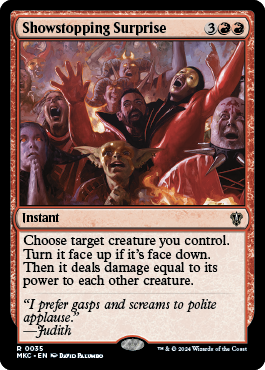 Showstopping Surprise 3
Instant
Choose target creature you control.
Turn it face up if it's face down.
Then it deals damage equal to its
power to each other creature.
“I prefer gasps and screams to polite
applause.”
—Judith
R 0035
MKC • EN DAVID PALUMBO
™ & © 2024 Wizards of the Coast